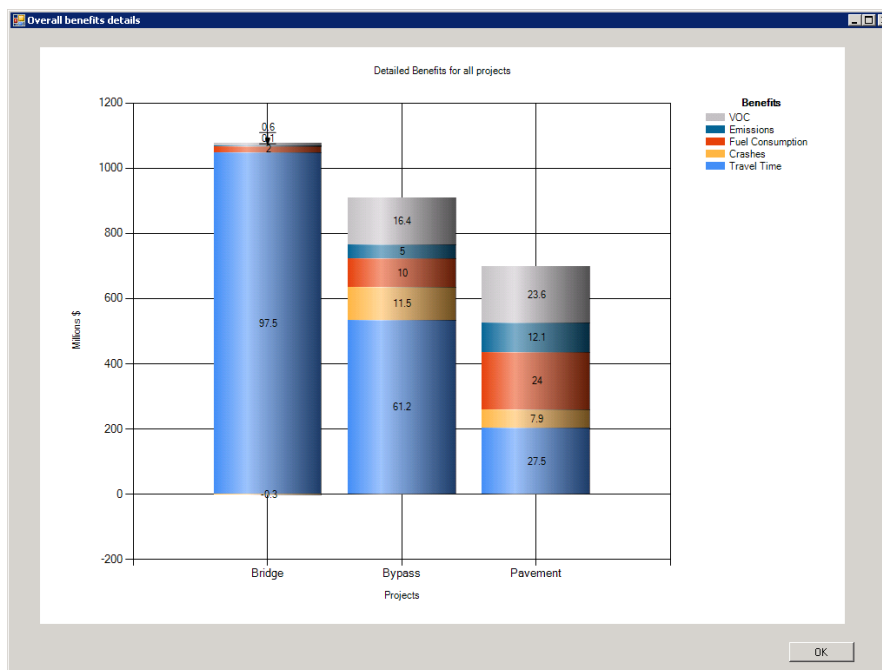 Overall benefits details
Detailed Benefits for all projects
Benefits
VOC
Emissions
Fuel Consumption
Crashes
Travel Time
Millions $
1200
1000
800
600
400
200
0
-200
0.6
0.1
2
97.5
-0.3
16.4
5
10
11.5
61.2
23.6
12.1
24
7.9
27.5
Bridge
Bypass
Pavement
Projects
OK